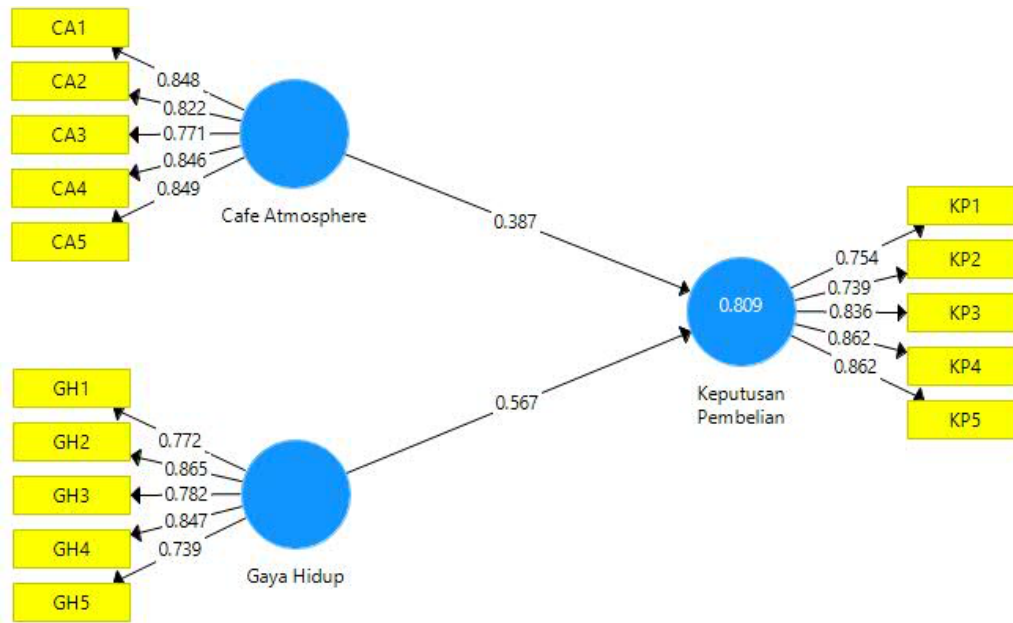 CA1
CA2
CA3
CA4
CA5
0.848
0.822
0.771
0.846
0.849
Cafe Atmosphere
0.387
GH1
GH2
GH3
GH4
GH5
0.772
0.865
0.782
0.847
0.739
Gaya Hidup
0.567
0.809
Keputusan
Pembelian
0.754
0.739
0.836
0.862
0.862
KP1
KP2
KP3
KP4
KP5